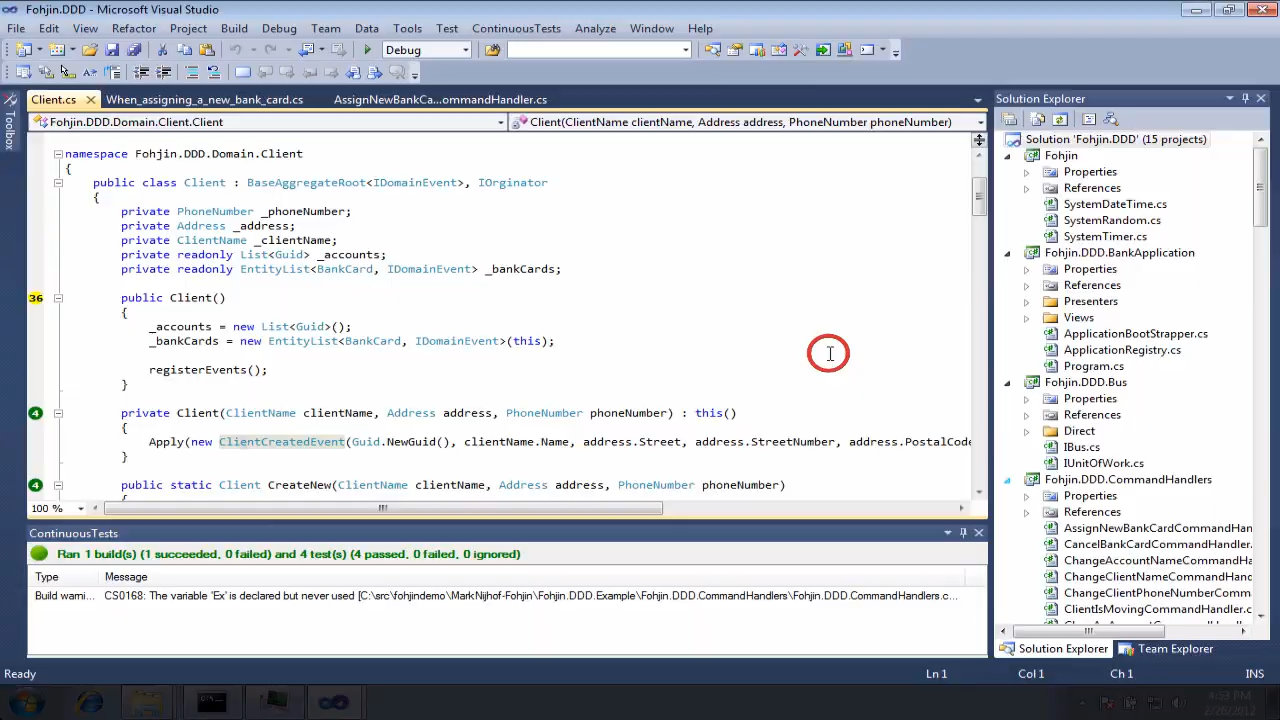 Fohjin.DDD - Microsoft Visual Studio
File Edit View Refactor Project Build Debug Team Data Tools Test ContinuousTests Analyze Window Help
Debug
Client.cs When_assigning_a_new_bank_card.cs AssignNewBankCa...ommandHandler.cs
Fohjin.DDD.Domain.Client.Client Client(ClientName clientName, Address address, PhoneNumber phoneNumber)
Toolbox
namespace Fohjin.DDD.Domain.Client
{
public class Client : BaseAggregateRoot<IDomainEvent>, IOrginator
{
private PhoneNumber _phoneNumber;
private Address _address;
private ClientName _clientName;
private readonly List<Guid> _accounts;
private readonly EntityList<BankCard, IDomainEvent> _bankCards;
36 public Client()
{
_accounts = new List<Guid>();
_bankCards = new EntityList<BankCard, IDomainEvent>(this);
registerEvents();
}
4 private Client(ClientName clientName, Address address, PhoneNumber phoneNumber) : this()
{
Apply(new ClientCreatedEvent(Guid.NewGuid(), clientName.Name, address.Street, address.StreetNumber, address.PostalCode
}
4 public static Client CreateNew(ClientName clientName, Address address, PhoneNumber phoneNumber)
{
100 %
ContinuousTests
Ran 1 build(s) (1 succeeded, 0 failed) and 4 test(s) (4 passed, 0 failed, 0 ignored)
Type Message
Build warni... CS0168: The variable 'Ex' is declared but never used [C:\src\fohjindemo\MarkNijhof-Fohjin\Fohjin.DDD.Example\Fohjin.DDD.CommandHandlers\Fohjin.DDD.CommandHandlers.c...
Solution Explorer
Solution 'Fohjin.DDD' (15 projects)
Fohjin
Properties
References
SystemDateTime.cs
SystemRandom.cs
SystemTimer.cs
Fohjin.DDD.BankApplication
Properties
References
Presenters
Views
ApplicationBootStrapper.cs
ApplicationRegistry.cs
Program.cs
Fohjin.DDD.Bus
Properties
References
Direct
IBus.cs
IUnitOfWork.cs
Fohjin.DDD.CommandHandlers
Properties
References
AssignNewBankCardCommandHan
CancelBankCardCommandHandler.
ChangeAccountNameCommandHa
ChangeClientNameCommandHand
ChangeClientPhoneNumberComm
ClientIsMovingCommandHandler.c
Solution Explorer Team Explorer
Ready Ln 1 Col 1 Ch 1 INS
4:53 PM
2/26/2012